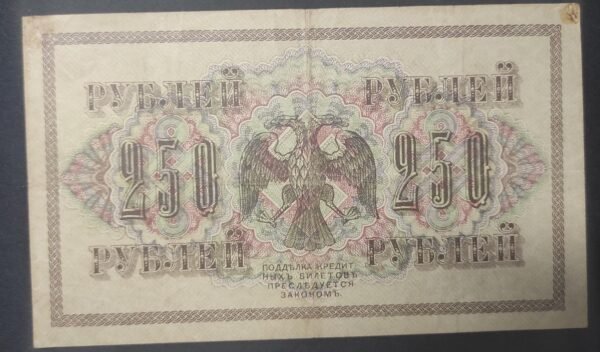 РУБЛЕЙ РУБЛЕЙ
250 250
РУБЛЕЙ РУБЛЕЙ
ПОДДѢЛКА КРЕДИТ
НЫХЪ БИЛЕТОВЪ
ПРЕСЛѢДУЕТСЯ
ЗАКОНОМЪ.